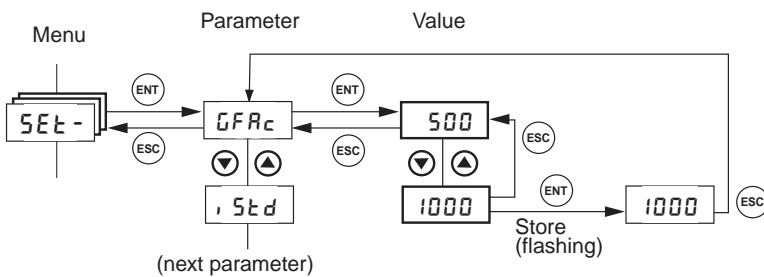 Menu
Parameter
Value
SEt-
ENT
ESC
GFAc
ENT
ESC
500
ESC
iStd
1000
ENT
Store
(flashing)
1000
ESC
(next parameter)